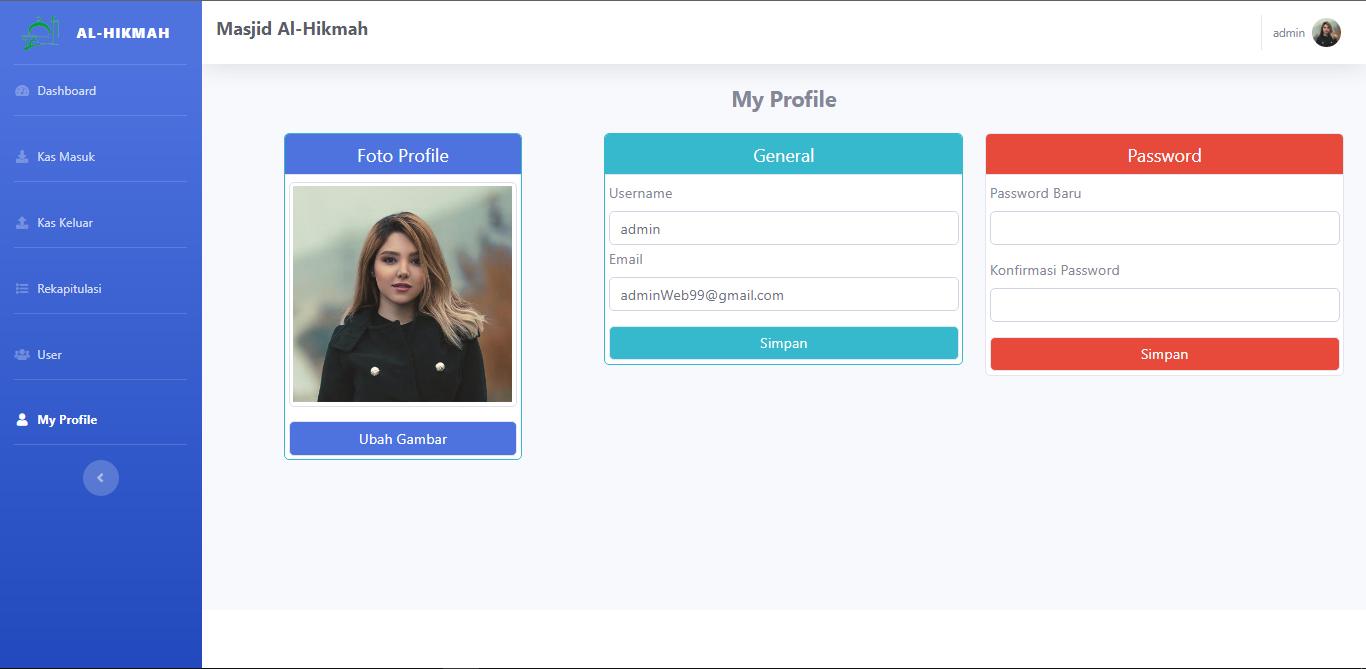 AL-HIKMAH
Masjid Al-Hikmah
admin
Dashboard
Kas Masuk
Kas Keluar
Rekapitulasi
User
My Profile
My Profile
Foto Profile
Ubah Gambar
General
Username
admin
Email
adminWeb99@gmail.com
Simpan
Password
Password Baru
Konfirmasi Password
Simpan